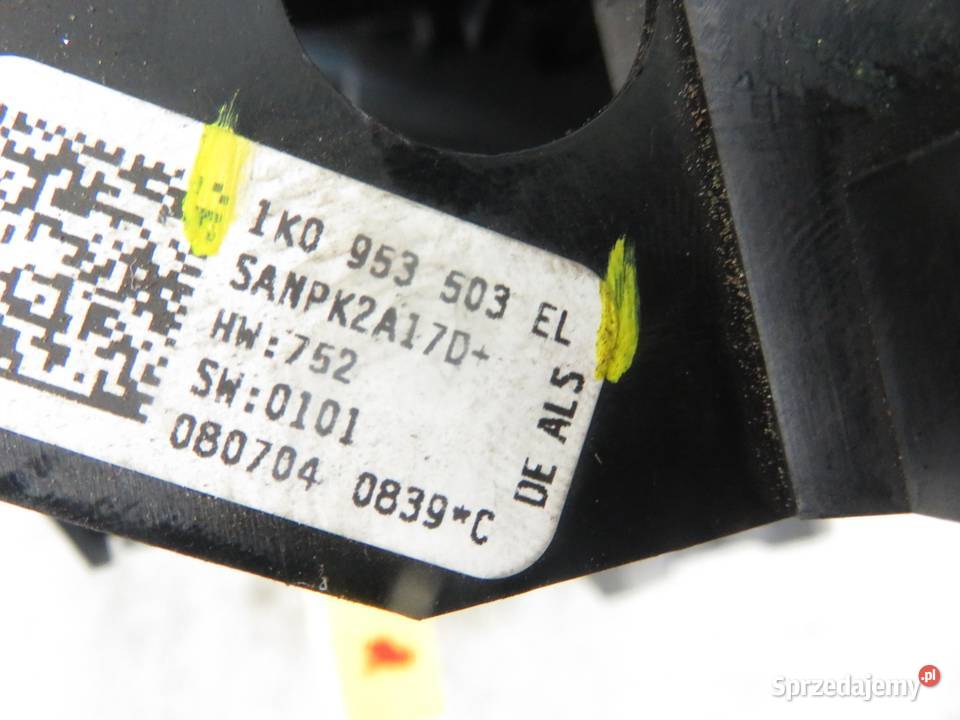 1K0 953 503 EL
SANPK2A17D+
HW:752
SW:0101
080704 0839*C
DE ALS
Sprzedajemy.pl